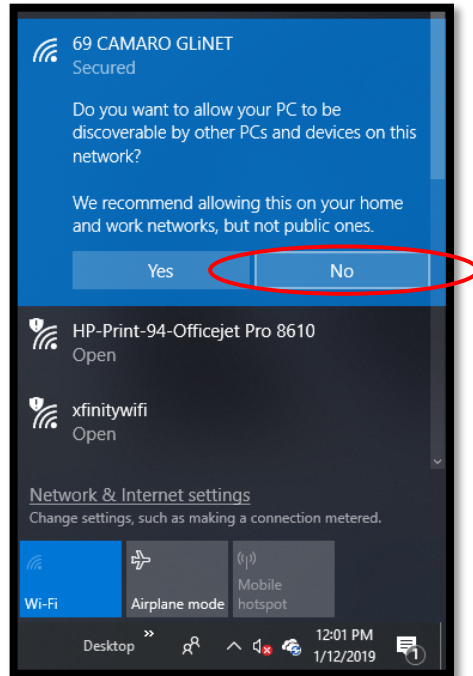 69 CAMARO GLiNET
Secured
Do you want to allow your PC to be
discoverable by other PCs and devices on this
network?
We recommend allowing this on your home
and work networks, but not public ones.
Yes
No
HP-Print-94-Officejet Pro 8610
Open
xfinitywifi
Open
Network & Internet settings
Change settings, such as making a connection metered.
Wi-Fi
Airplane mode
Mobile
hotspot
Desktop
12:01 PM
1/12/2019
1